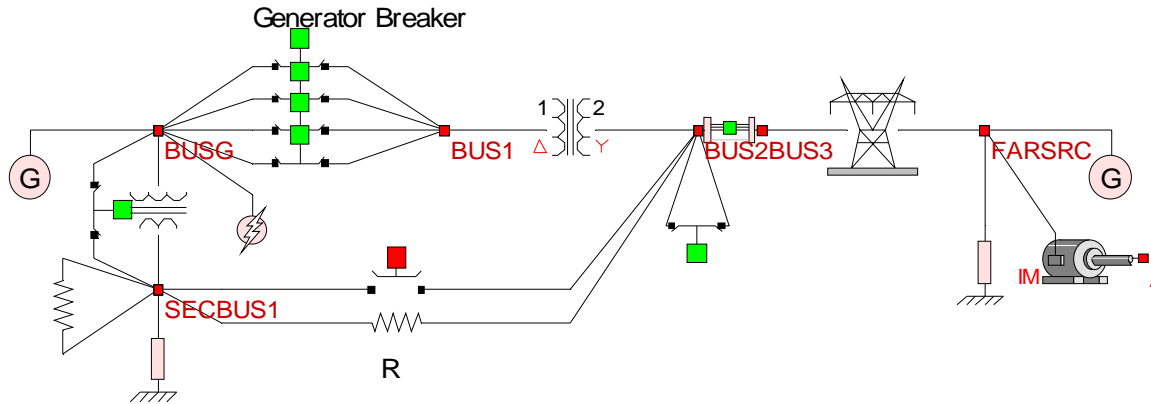 Generator Breaker
1 2
BUSG
BUS1
Δ Y
BUS2BUS3
FARSRC
G
G
SECBUS1
IM
R